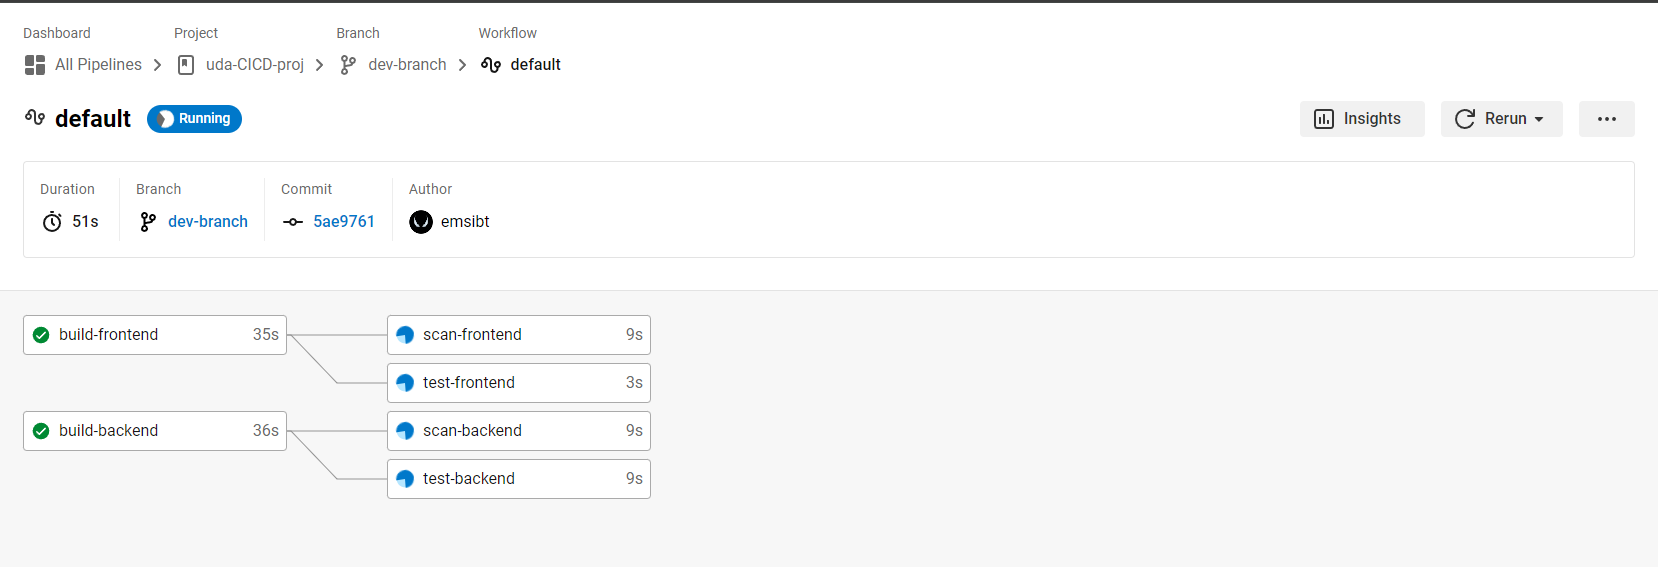 Dashboard Project Branch Workflow
All Pipelines uda-CICD-proj dev-branch default
default Running Insights Rerun
Duration Branch Commit Author
51s dev-branch 5ae9761 emsibt
build-frontend 35s scan-frontend 9s
test-frontend 3s
build-backend 36s scan-backend 9s
test-backend 9s